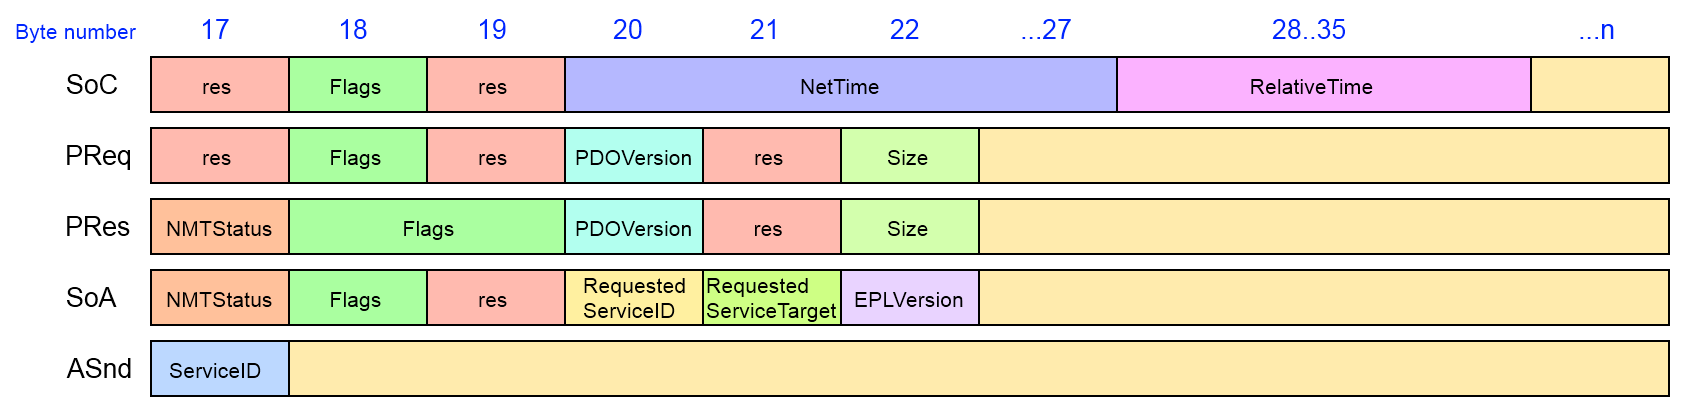 Byte number 17 18 19 20 21 22 ...27 28..35 ...n
SoC res Flags res NetTime RelativeTime
PReq res Flags res PDOVersion res Size
PRes NMTStatus Flags PDOVersion res Size
SoA NMTStatus Flags res Requested ServiceID Requested ServiceTarget EPLVersion
ASnd ServiceID